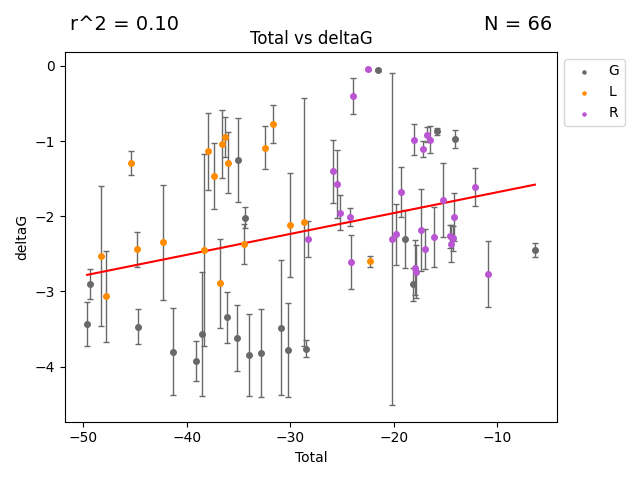 r^2 = 0.10
N = 66
Total vs deltaG
deltaG
0
−1
−2
−3
−4
−50
−40
−30
−20
−10
Total
G
L
R